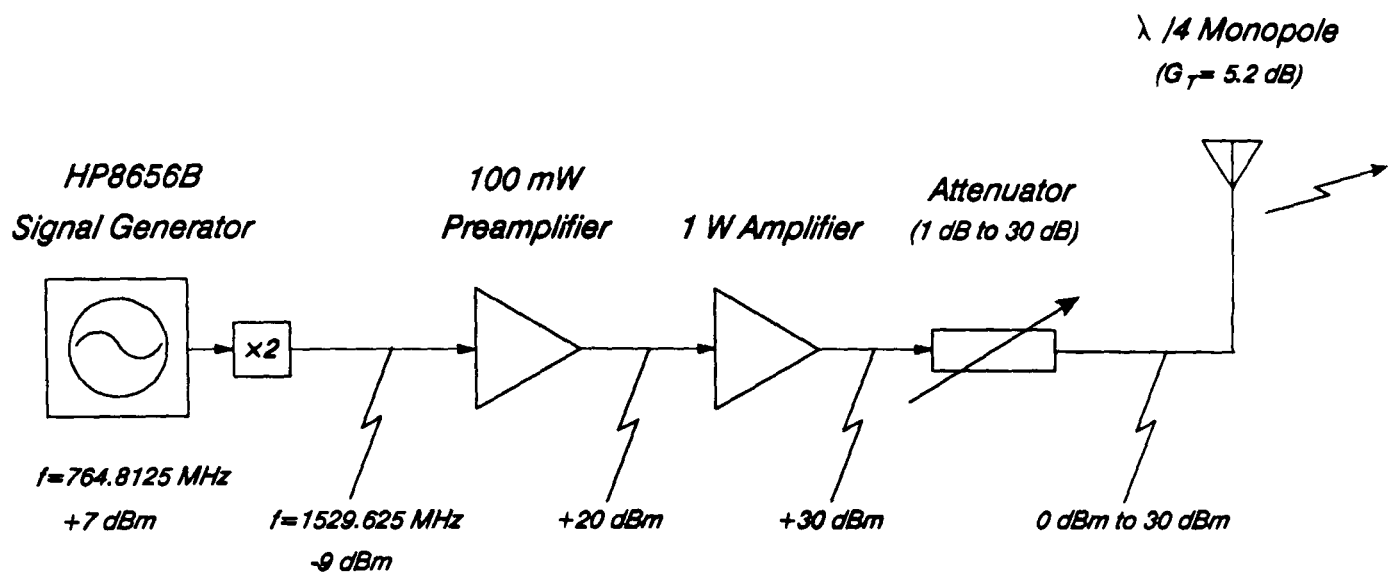 λ /4 Monopole
(G T= 5.2 dB)
HP8656B
Signal Generator
100 mW
Preamplifier
1 W Amplifier
Attenuator
(1 dB to 30 dB)
×2
f=764.8125 MHz
+7 dBm
f=1529.625 MHz
-9 dBm
+20 dBm
+30 dBm
0 dBm to 30 dBm